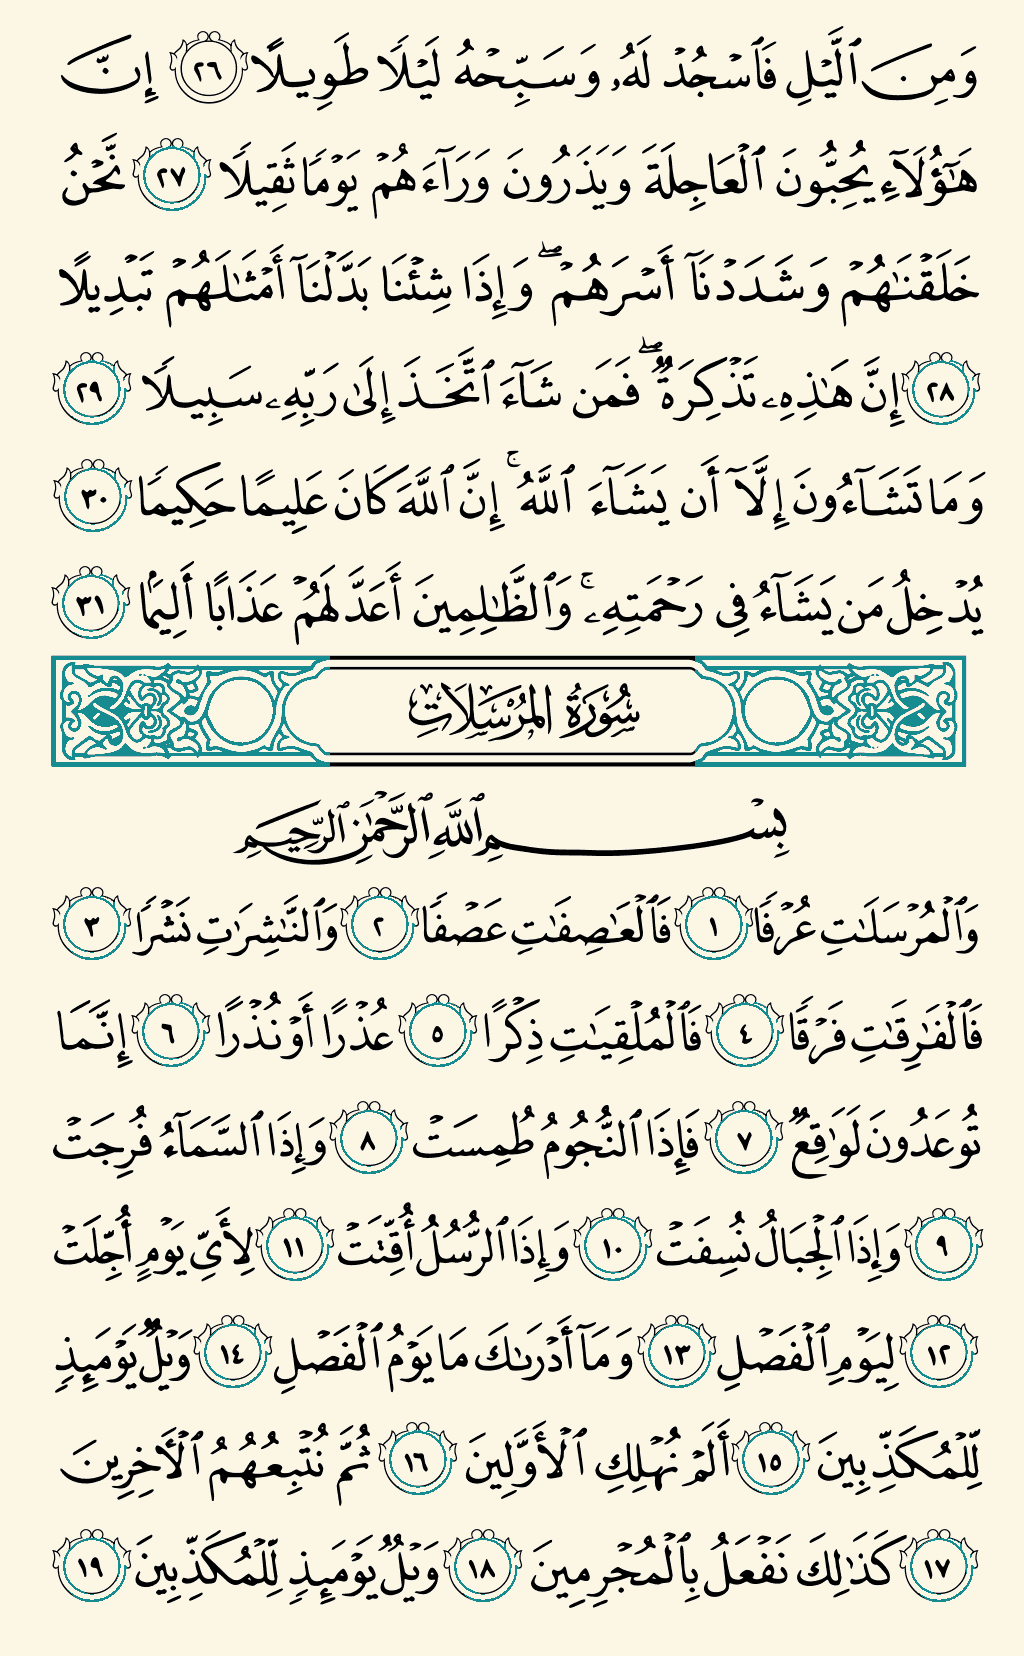 وَمِنَ ٱلَّيۡلِ فَٱسۡجُدۡ لَهُۥ وَسَبِّحۡهُ لَيۡلٗا طَوِيلًا ٢٦ إِنَّ
هَٰٓؤُلَآءِ يُحِبُّونَ ٱلۡعَاجِلَةَ وَيَذَرُونَ وَرَآءَهُمۡ يَوۡمٗا ثَقِيلٗا ٢٧ نَّحۡنُ
خَلَقۡنَٰهُمۡ وَشَدَدۡنَآ أَسۡرَهُمۡۖ وَإِذَا شِئۡنَا بَدَّلۡنَآ أَمۡثَٰلَهُمۡ تَبۡدِيلًا
٢٨ إِنَّ هَٰذِهِۦ تَذۡكِرَةٞۖ فَمَن شَآءَ ٱتَّخَذَ إِلَىٰ رَبِّهِۦ سَبِيلٗا ٢٩
وَمَا تَشَآءُونَ إِلَّآ أَن يَشَآءَ ٱللَّهُۚ إِنَّ ٱللَّهَ كَانَ عَلِيمًا حَكِيمٗا ٣٠
يُدۡخِلُ مَن يَشَآءُ فِي رَحۡمَتِهِۦۚ وَٱلظَّٰلِمِينَ أَعَدَّ لَهُمۡ عَذَابًا أَلِيمَۢا ٣١
سُورَةُ المُرۡسَلَاتِ
بِسۡمِ ٱللَّهِ ٱلرَّحۡمَٰنِ ٱلرَّحِيمِ
وَٱلۡمُرۡسَلَٰتِ عُرۡفٗا ١ فَٱلۡعَٰصِفَٰتِ عَصۡفٗا ٢ وَٱلنَّٰشِرَٰتِ نَشۡرٗا ٣
فَٱلۡفَٰرِقَٰتِ فَرۡقٗا ٤ فَٱلۡمُلۡقِيَٰتِ ذِكۡرًا ٥ عُذۡرًا أَوۡ نُذۡرًا ٦ إِنَّمَا
تُوعَدُونَ لَوَٰقِعٞ ٧ فَإِذَا ٱلنُّجُومُ طُمِسَتۡ ٨ وَإِذَا ٱلسَّمَآءُ فُرِجَتۡ
٩ وَإِذَا ٱلۡجِبَالُ نُسِفَتۡ ١٠ وَإِذَا ٱلرُّسُلُ أُقِّتَتۡ ١١ لِأَيِّ يَوۡمٍ أُجِّلَتۡ
١٢ لِيَوۡمِ ٱلۡفَصۡلِ ١٣ وَمَآ أَدۡرَىٰكَ مَا يَوۡمُ ٱلۡفَصۡلِ ١٤ وَيۡلٞ يَوۡمَئِذٖ
لِّلۡمُكَذِّبِينَ ١٥ أَلَمۡ نُهۡلِكِ ٱلۡأَوَّلِينَ ١٦ ثُمَّ نُتۡبِعُهُمُ ٱلۡأٓخِرِينَ
١٧ كَذَٰلِكَ نَفۡعَلُ بِٱلۡمُجۡرِمِينَ ١٨ وَيۡلٞ يَوۡمَئِذٖ لِّلۡمُكَذِّبِينَ ١٩